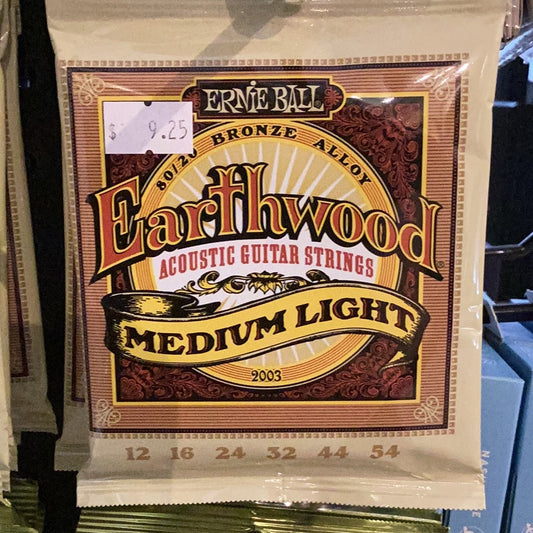 ERNIE BALL
$ 9.25
80/20 BRONZE ALLOY
Earthwood®
ACOUSTIC GUITAR STRINGS
MEDIUM LIGHT
2003
12 16 24 32 44 54